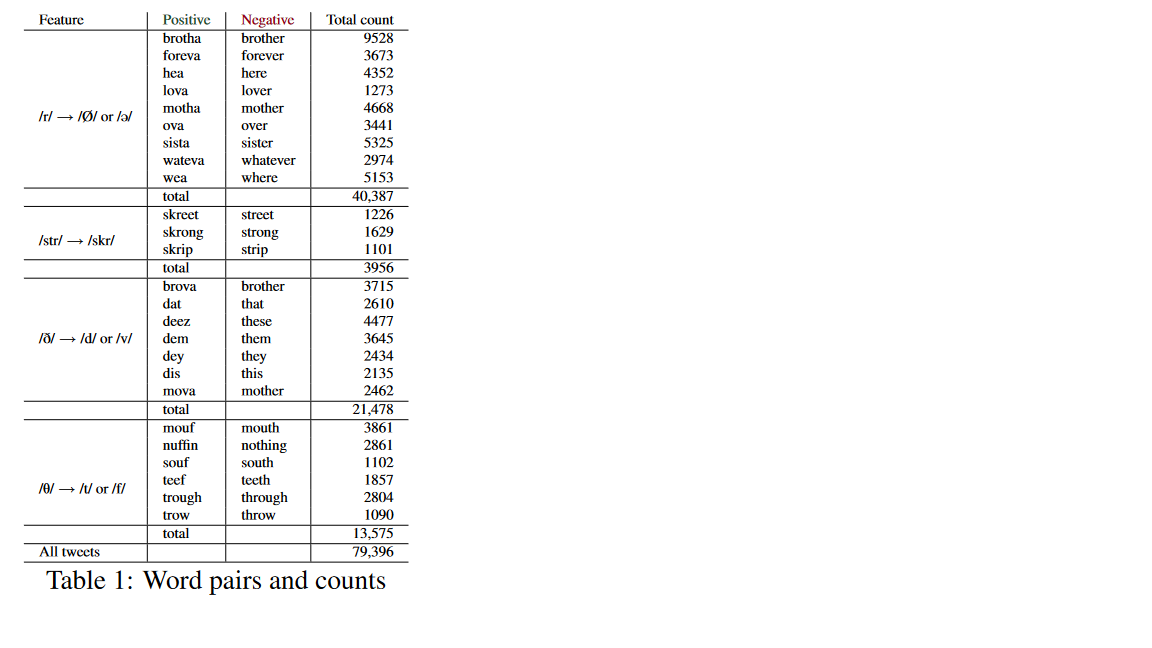 Feature Positive Negative Total count
brotha brother 9528
foreva forever 3673
hea here 4352
lova lover 1273
motha mother 4668
/r/ → /Ø/ or /ə/
ova over 3441
sista sister 5325
wateva whatever 2974
wea where 5153
total 40,387
skreet street 1226
skrong strong 1629
/str/ → /skr/
skrip strip 1101
total 3956
brova brother 3715
dat that 2610
deez these 4477
/ð/ → /d/ or /v/ dem them 3645
dey they 2434
dis this 2135
mova mother 2462
total 21,478
mouf mouth 3861
nuffin nothing 2861
souf south 1102
teef teeth 1857
/θ/ → /t/ or /f/
trough through 2804
trow throw 1090
total 13,575
All tweets 79,396
Table 1: Word pairs and counts